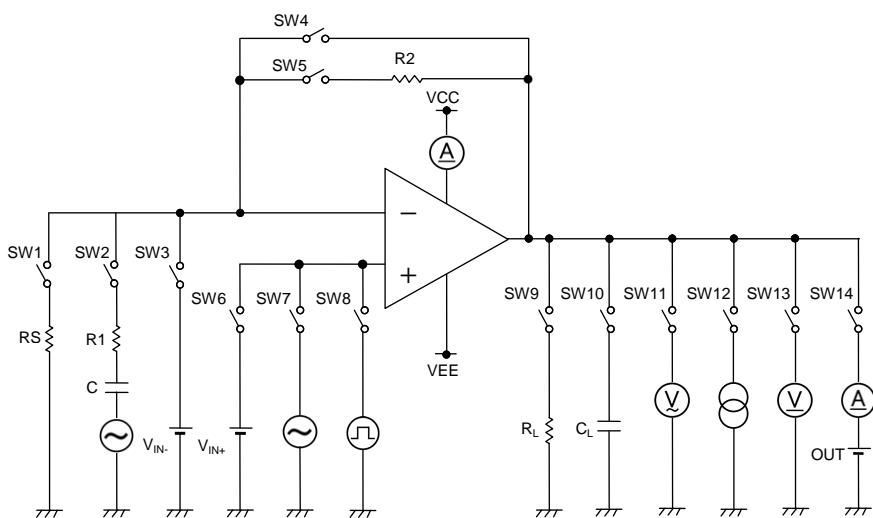 SW4
SW5
R2
VCC
A
−
SW1
SW2
SW3
+
SW6
SW7
SW8
SW9
SW10
SW11
SW12
SW13
SW14
RS
R1
VEE
C
V
V
A
VIN-
VIN+
RL
CL
OUT